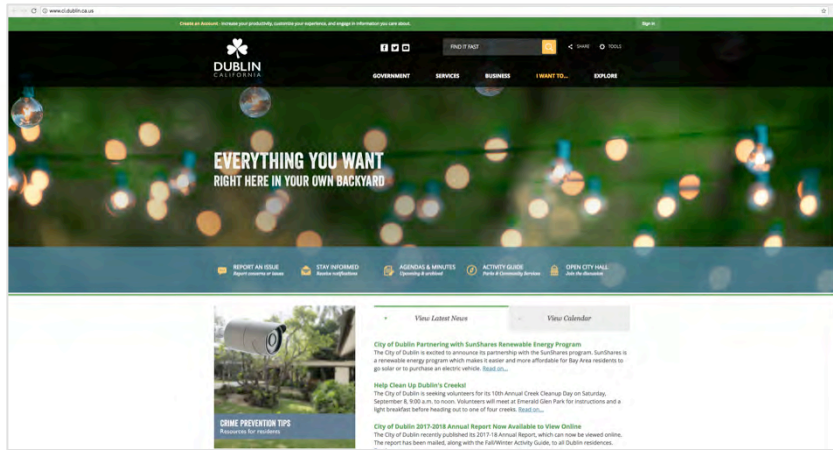 www.ci.dublin.ca.us
Create an Account - Increase your productivity, customize your experience, and engage in information you care about.
Sign In
DUBLIN
CALIFORNIA
FIND IT FAST
SHARE
TOOLS
GOVERNMENT
SERVICES
BUSINESS
I WANT TO...
EXPLORE
EVERYTHING YOU WANT
RIGHT HERE IN YOUR OWN BACKYARD
REPORT AN ISSUE
Report concerns or issues
STAY INFORMED
Receive notifications
AGENDAS & MINUTES
Upcoming & archived
ACTIVITY GUIDE
Parks & Community Services
OPEN CITY HALL
Join the discussion
CRIME PREVENTION TIPS
Resources for residents
View Latest News
View Calendar
City of Dublin Partnering with SunShares Renewable Energy Program
The City of Dublin is excited to announce its partnership with the SunShares program. SunShares is
a renewable energy program which makes it easier and more affordable for Bay Area residents to
go solar or to purchase an electric vehicle. Read on...
Help Clean Up Dublin's Creeks!
The City of Dublin is seeking volunteers for its 10th Annual Creek Cleanup Day on Saturday,
September 8, 9:00 a.m. to noon. Volunteers will meet at Emerald Glen Park for instructions and a
light breakfast before heading out to one of four creeks. Read on...
City of Dublin 2017-2018 Annual Report Now Available to View Online
The City of Dublin recently published its 2017-18 Annual Report, which can now be viewed online.
The report has been mailed, along with the Fall/Winter Activity Guide, to all Dublin residences.